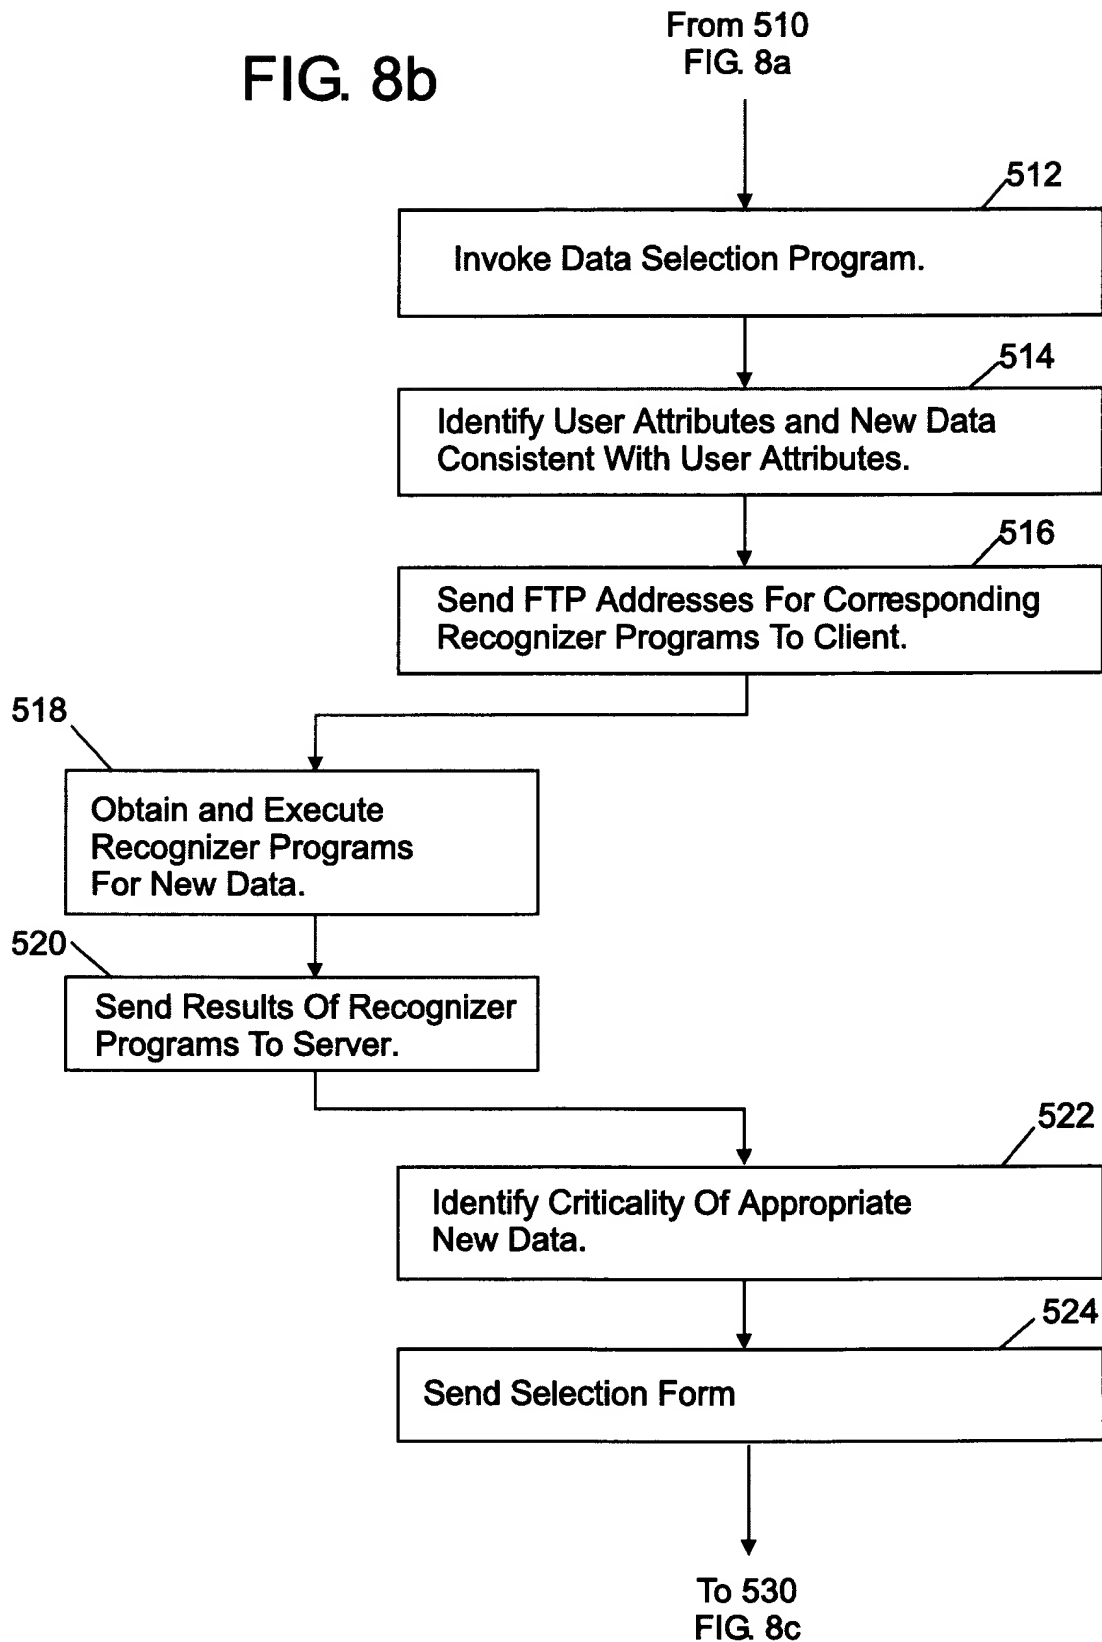 From 510
FIG. 8a
FIG. 8b
512
Invoke Data Selection Program.
514
Identify User Attributes and New Data
Consistent With User Attributes.
516
Send FTP Addresses For Corresponding
Recognizer Programs To Client.
518
Obtain and Execute
Recognizer Programs
For New Data.
520
Send Results Of Recognizer
Programs To Server.
522
Identify Criticality Of Appropriate
New Data.
524
Send Selection Form
To 530
FIG. 8c